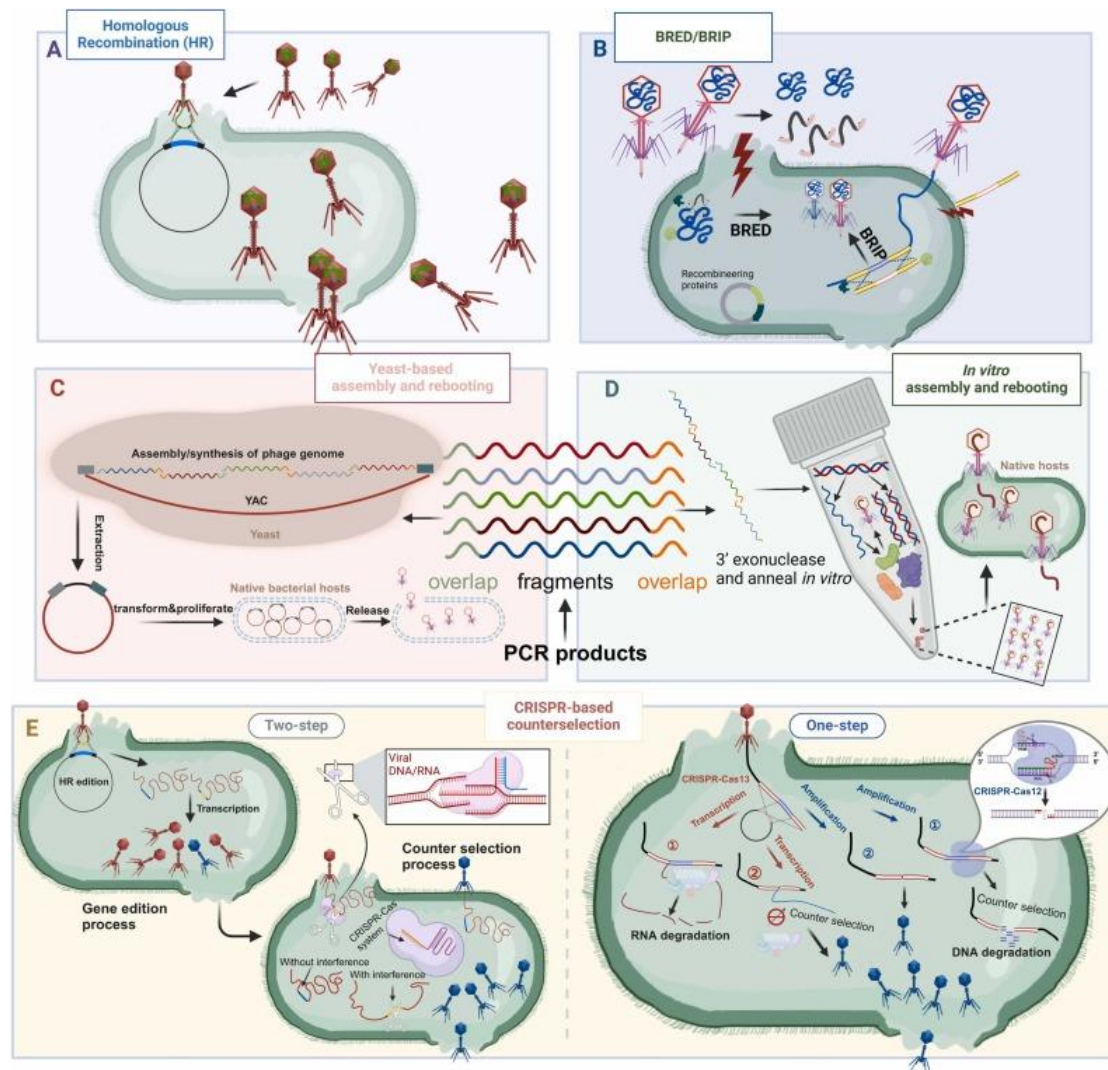 A
Homologous
Recombination (HR)
B
BRED/BRIP
BRED
BRIP
Recombineering
proteins
C
Yeast-based
assembly and rebooting
Assembly/synthesis of phage genome
YAC
Yeast
Extraction
transform&proliferate
Native bacterial hosts
Release
overlap
fragments
overlap
PCR products
D
In vitro
assembly and rebooting
3' exonuclease
and anneal in vitro
Native hosts
E
CRISPR-based
counterselection
Two-step
HR edition
Transcription
Gene edition
process
Viral
DNA/RNA
Counter selection
process
CRISPR-Cas
system
Without interference
With interference
One-step
CRISPR-Cas13
Transcription
Transcription
Amplification
Amplification
①
②
②
①
RNA degradation
Counter selection
CRISPR-Cas12
Counter selection
DNA degradation